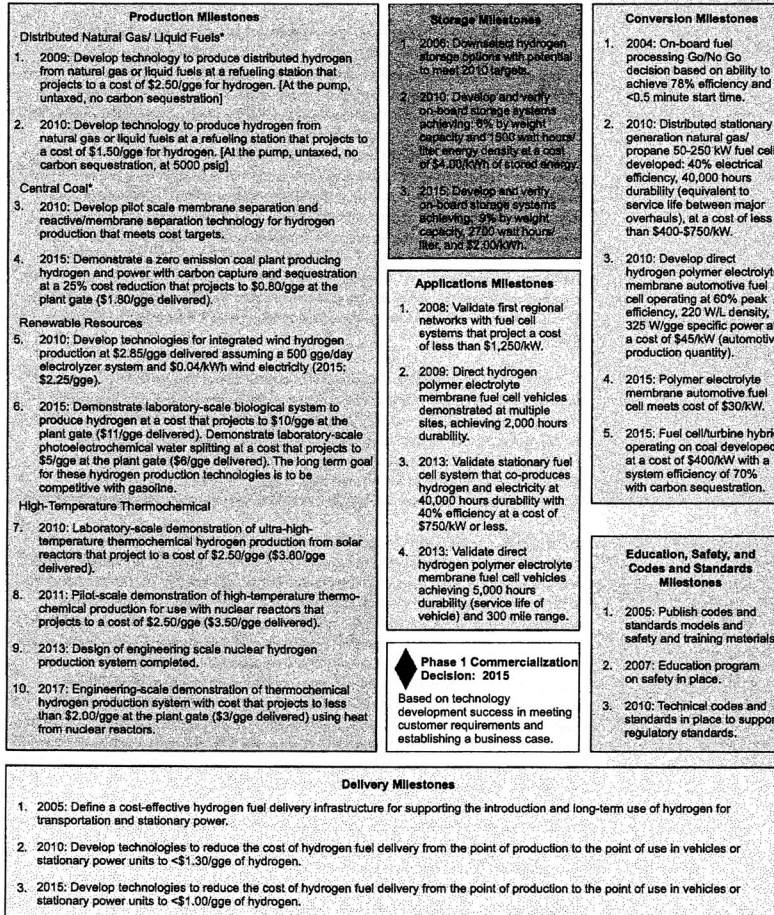 Production Milestones
Distributed Natural Gas/ Liquid Fuels*
1. 2009: Develop technology to produce distributed hydrogen
from natural gas or liquid fuels at a refueling station that
projects to a cost of $2.50/gge for hydrogen. [At the pump,
untaxed, no carbon sequestration]
2. 2010: Develop technology to produce hydrogen from
natural gas or liquid fuels at a refueling station that projects to
a cost of $1.50/gge for hydrogen. [At the pump, untaxed, no
carbon sequestration, at 5000 psig]
Central Coal*
3. 2010: Develop pilot scale membrane separation and
reactive/membrane separation technology for hydrogen
production that meets cost targets.
4. 2015: Demonstrate a zero emission coal plant producing
hydrogen and power with carbon capture and sequestration
at a 25% cost reduction that projects to $0.80/gge at the
plant gate ($1.80/gge delivered).
Renewable Resources
5. 2010: Develop technologies for integrated wind hydrogen
production at $2.85/gge delivered assuming a 500 gge/day
electrolyzer system and $0.04/kWh wind electricity (2015:
$2.25/gge).
6. 2015: Demonstrate laboratory-scale biological system to
produce hydrogen at a cost that projects to $10/gge at the
plant gate ($11/gge delivered). Demonstrate laboratory-scale
photoelectrochemical water splitting at a cost that projects to
$5/gge at the plant gate ($6/gge delivered). The long term goal
for these hydrogen production technologies is to be
competitive with gasoline.
High-Temperature Thermochemical
7. 2010: Laboratory-scale demonstration of ultra-high-
temperature thermochemical hydrogen production from solar
reactors that project to a cost of $2.50/gge ($3.80/gge
delivered).
8. 2011: Pilot-scale demonstration of high-temperature thermo-
chemical production for use with nuclear reactors that
projects to a cost of $2.50/gge ($3.50/gge delivered).
9. 2013: Design of engineering scale nuclear hydrogen
production system completed.
10. 2017: Engineering-scale demonstration of thermochemical
hydrogen production system with cost that projects to less
than $2.00/gge at the plant gate ($3/gge delivered) using heat
from nuclear reactors.
Storage Milestones
1. 2006: Downselect hydrogen
storage options with potential
to meet 2010 targets.
2. 2010: Develop and verify
on-board storage systems
achieving: 6% by weight
capacity and 1500 watt hours/
liter energy density at a cost
of $4.00/kWh of stored energy.
3. 2015: Develop and verify
on-board storage systems
achieving: 9% by weight
capacity, 2700 watt hours/
liter, and $2.00/kWh.
Applications Milestones
1. 2008: Validate first regional
networks with fuel cell
systems that project a cost
of less than $1,250/kW.
2. 2009: Direct hydrogen
polymer electrolyte
membrane fuel cell vehicles
demonstrated at multiple
sites, achieving 2,000 hours
durability.
3. 2013: Validate stationary fuel
cell system that co-produces
hydrogen and electricity at
40,000 hours durability with
40% efficiency at a cost of
$750/kW or less.
4. 2013: Validate direct
hydrogen polymer electrolyte
membrane fuel cell vehicles
achieving 5,000 hours
durability (service life of
vehicle) and 300 mile range.
Phase 1 Commercialization
Decision: 2015
Based on technology
development success in meeting
customer requirements and
establishing a business case.
Conversion Milestones
1. 2004: On-board fuel
processing Go/No Go
decision based on ability to
achieve 78% efficiency and
<0.5 minute start time.
2. 2010: Distributed stationary
generation natural gas/
propane 50-250 kW fuel cell
developed: 40% electrical
efficiency, 40,000 hours
durability (equivalent to
service life between major
overhauls), at a cost of less
than $400-$750/kW.
3. 2010: Develop direct
hydrogen polymer electrolyt
membrane automotive fuel
cell operating at 60% peak
efficiency, 220 W/L density,
325 W/gge specific power a
a cost of $45/kW (automotiv
production quantity).
4. 2015: Polymer electrolyte
membrane automotive fuel
cell meets cost of $30/kW.
5. 2015: Fuel cell/turbine hybri
operating on coal developed
at a cost of $400/kW with a
system efficiency of 70%
with carbon sequestration.
Education, Safety, and
Codes and Standards
Milestones
1. 2005: Publish codes and
standards models and
safety and training materials
2. 2007: Education program
on safety in place.
3. 2010: Technical codes and
standards in place to suppor
regulatory standards.
Delivery Milestones
1. 2005: Define a cost-effective hydrogen fuel delivery infrastructure for supporting the introduction and long-term use of hydrogen for
transportation and stationary power.
2. 2010: Develop technologies to reduce the cost of hydrogen fuel delivery from the point of production to the point of use in vehicles or
stationary power units to <$1.30/gge of hydrogen.
3. 2015: Develop technologies to reduce the cost of hydrogen fuel delivery from the point of production to the point of use in vehicles or
stationary power units to <$1.00/gge of hydrogen.